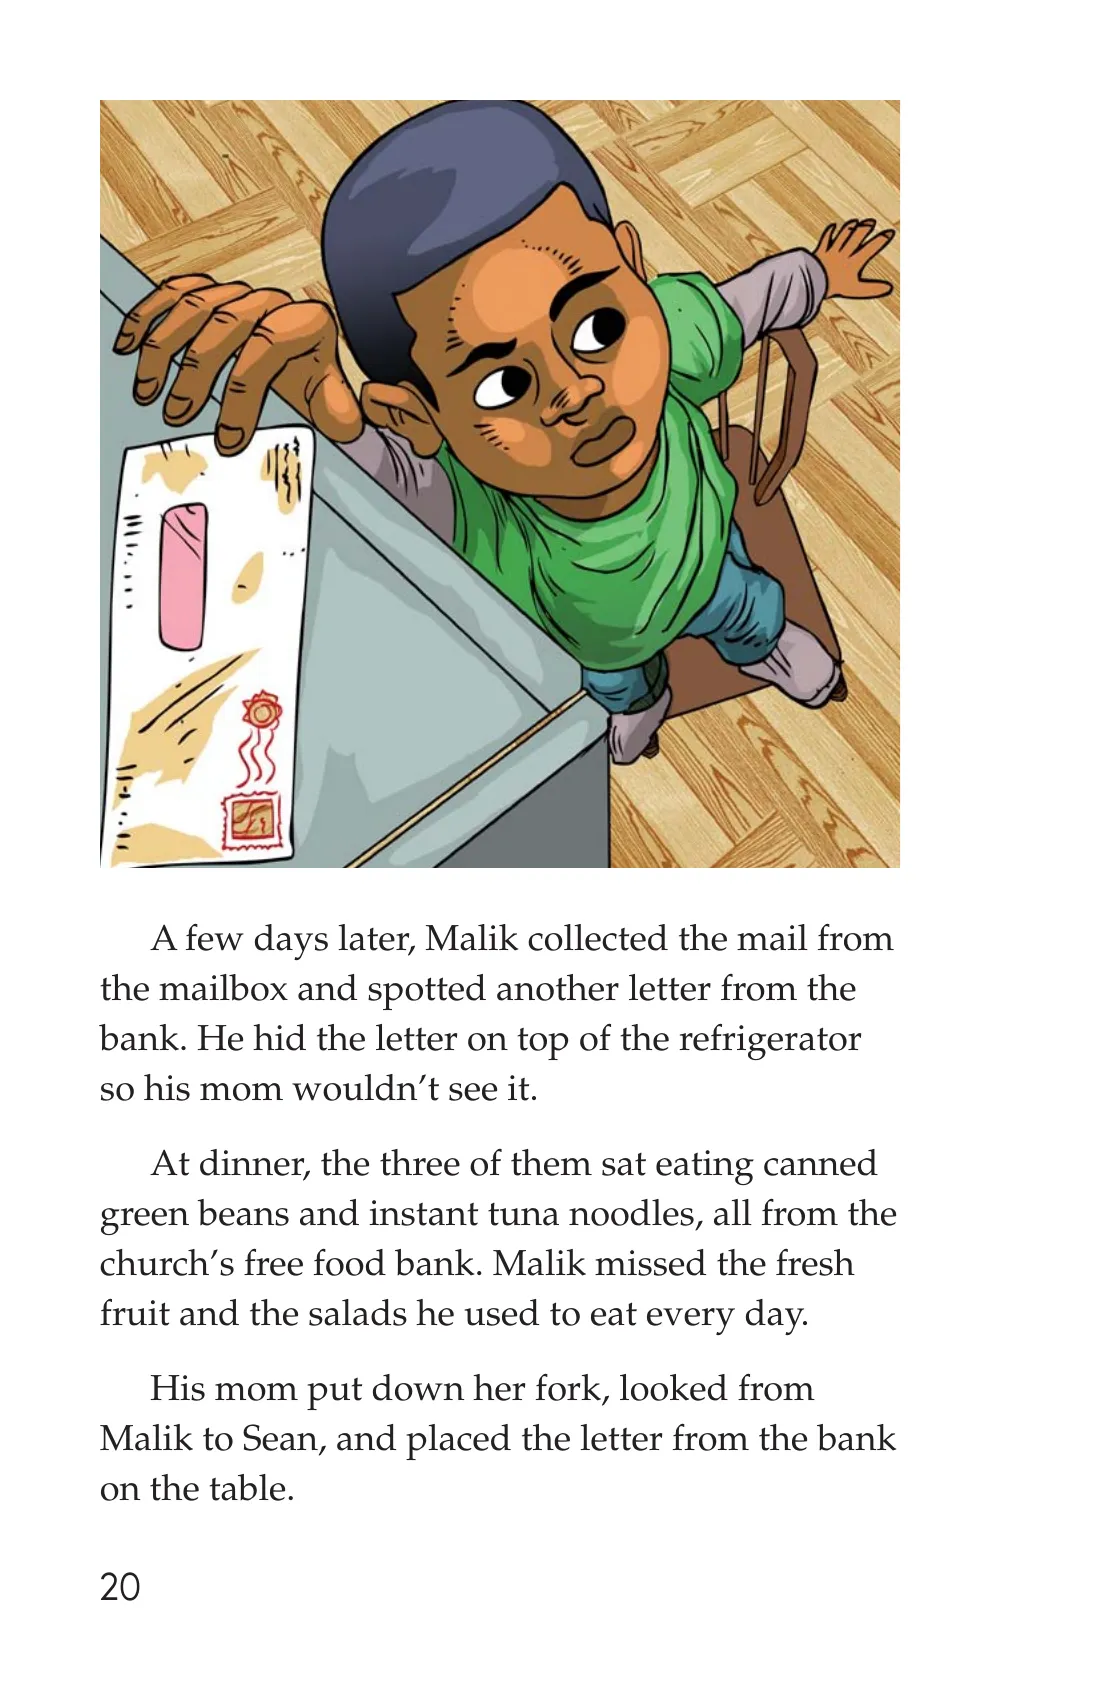 A few days later, Malik collected the mail from
the mailbox and spotted another letter from the
bank. He hid the letter on top of the refrigerator
so his mom wouldn’t see it.
At dinner, the three of them sat eating canned
green beans and instant tuna noodles, all from the
church’s free food bank. Malik missed the fresh
fruit and the salads he used to eat every day.
His mom put down her fork, looked from
Malik to Sean, and placed the letter from the bank
on the table.
20